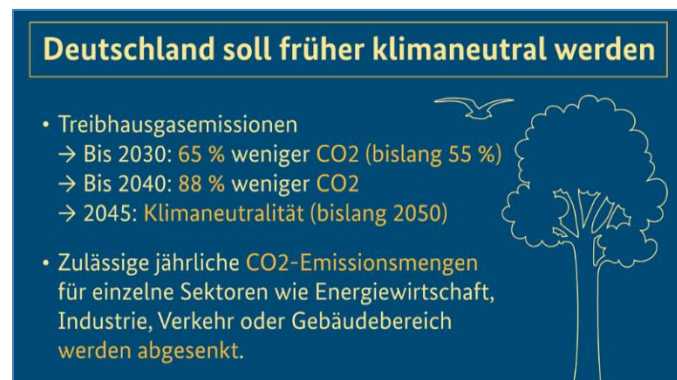 Deutschland soll früher klimaneutral werden
• Treibhausgasemissionen
→ Bis 2030: 65 % weniger CO2 (bislang 55 %)
→ Bis 2040: 88 % weniger CO2
→ 2045: Klimaneutralität (bislang 2050)
• Zulässige jährliche CO2-Emissionsmengen
für einzelne Sektoren wie Energiewirtschaft,
Industrie, Verkehr oder Gebäudebereich
werden abgesenkt.